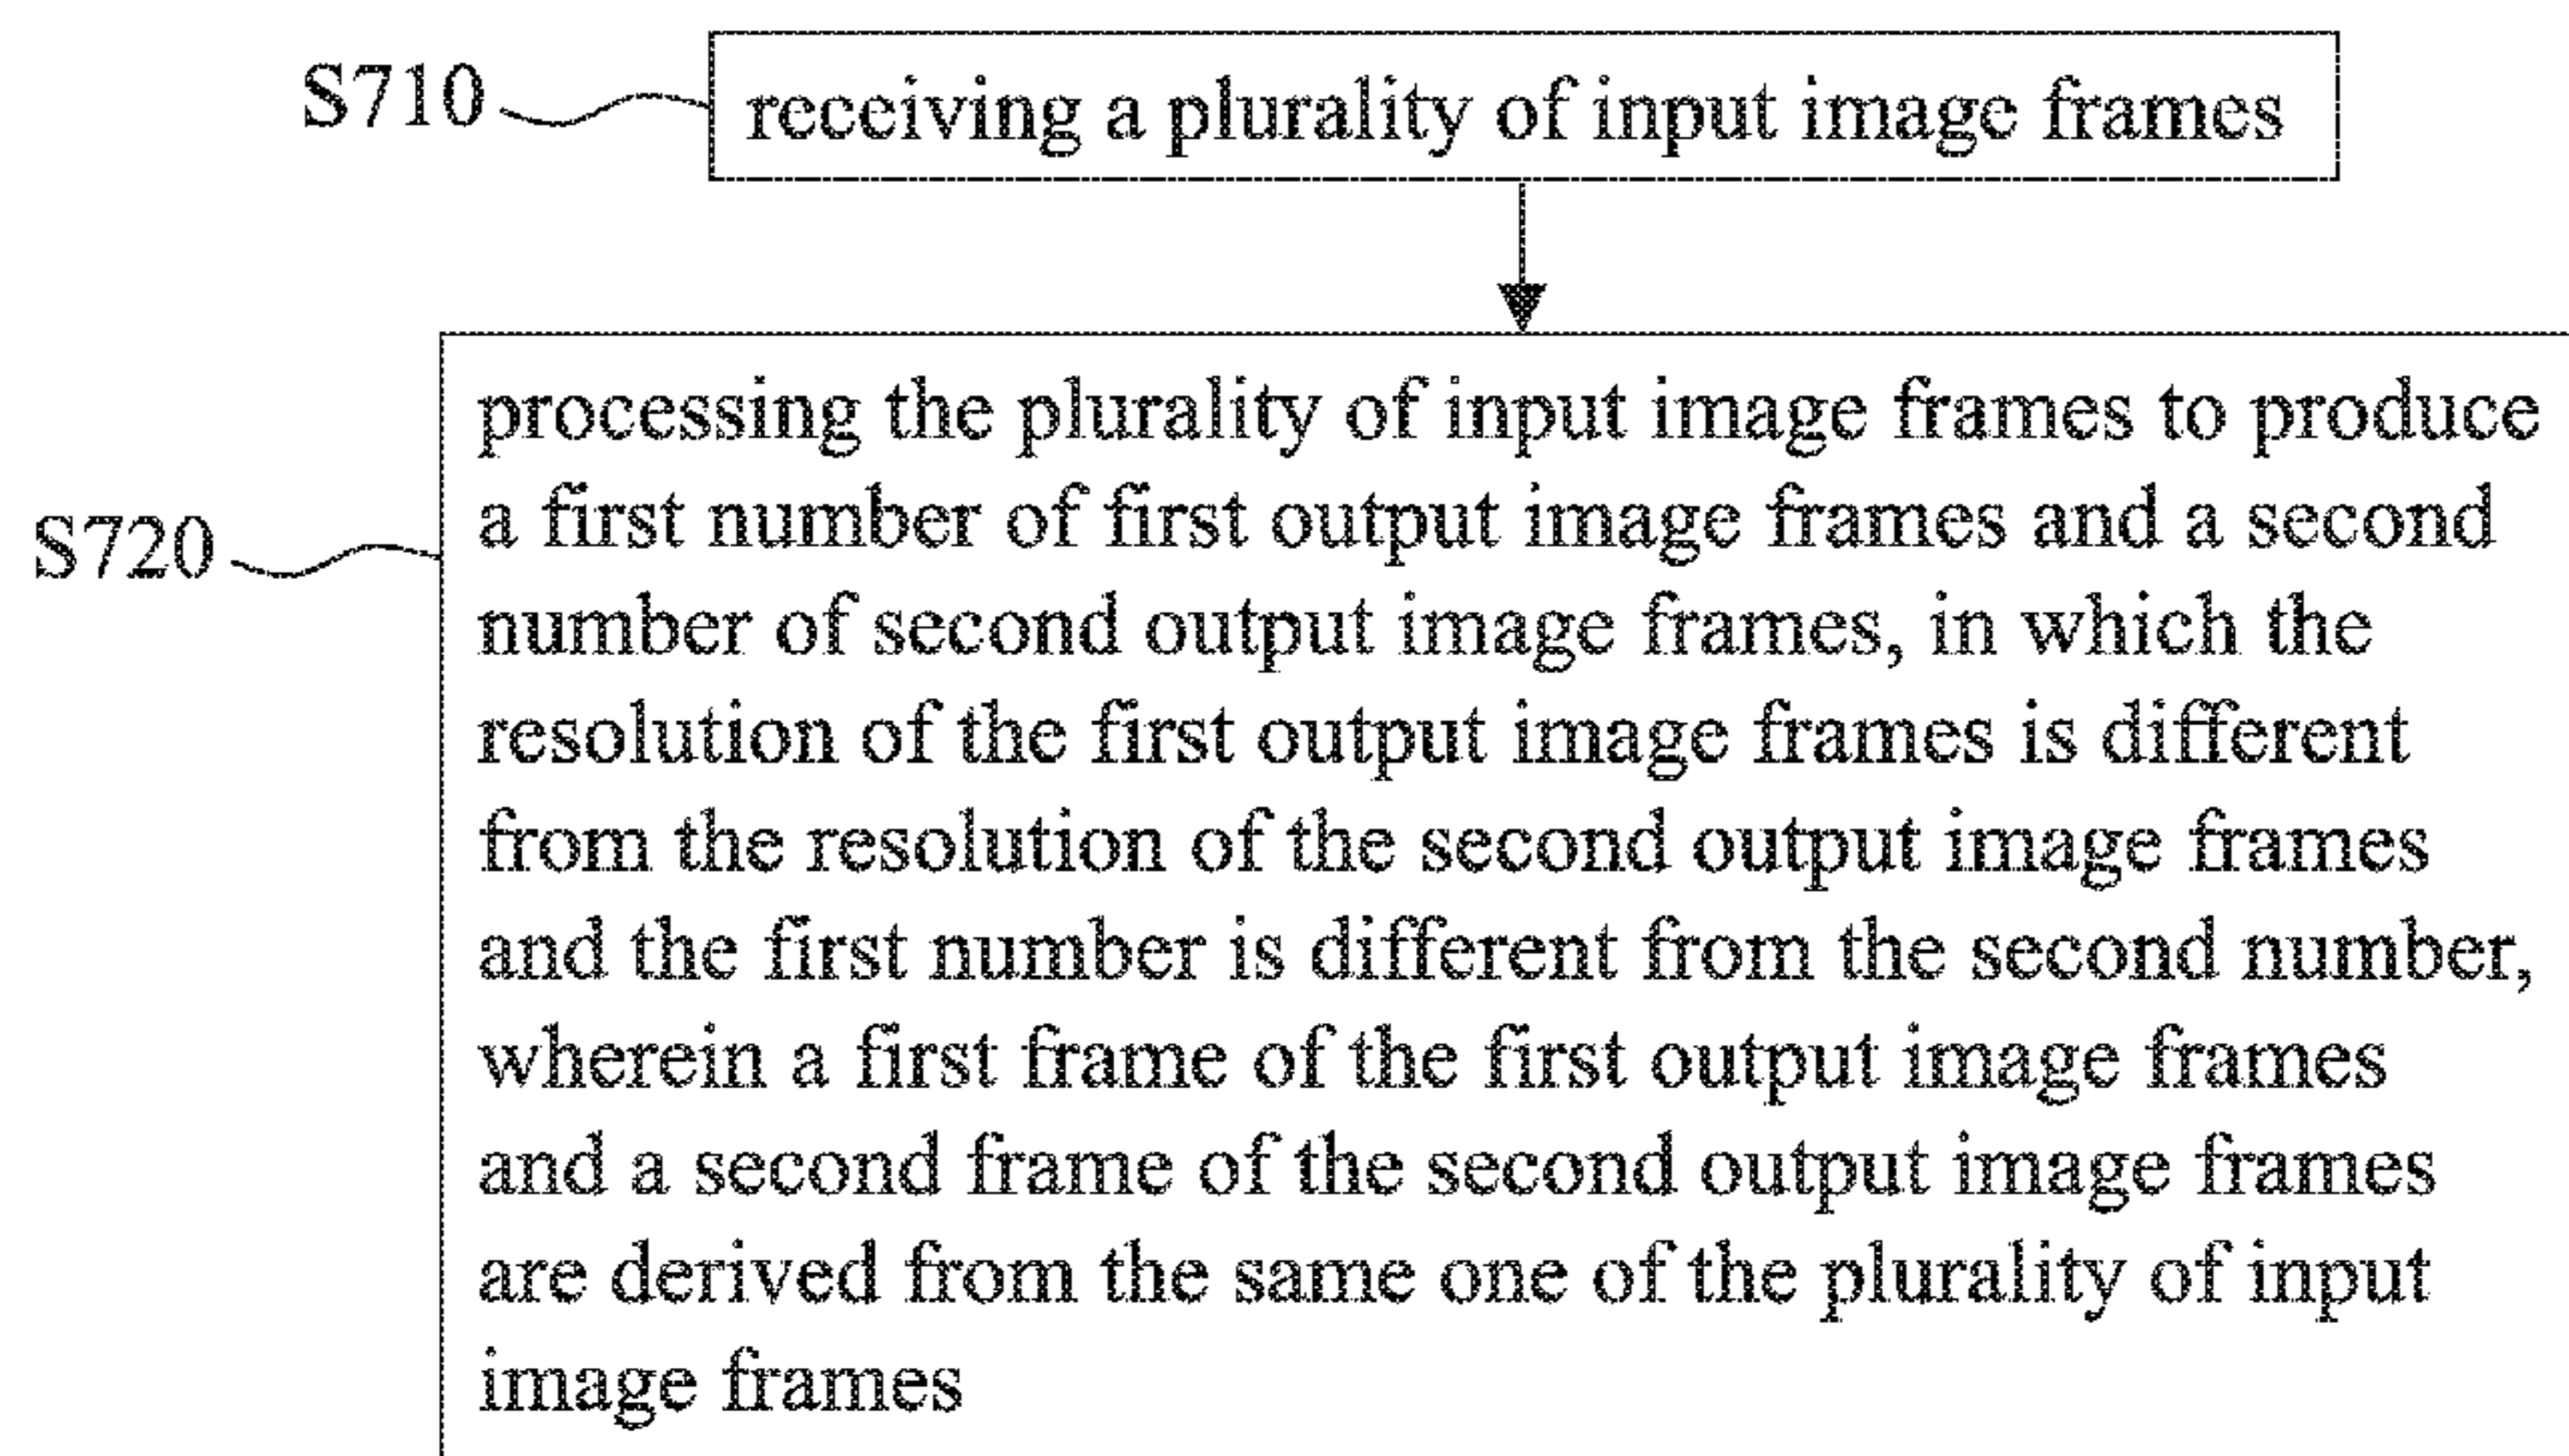 S710
receiving a plurality of input image frames
S720
processing the plurality of input image frames to produce
a first number of first output image frames and a second
number of second output image frames, in which the
resolution of the first output image frames is different
from the resolution of the second output image frames
and the first number is different from the second number,
wherein a first frame of the first output image frames
and a second frame of the second output image frames
are derived from the same one of the plurality of input
image frames